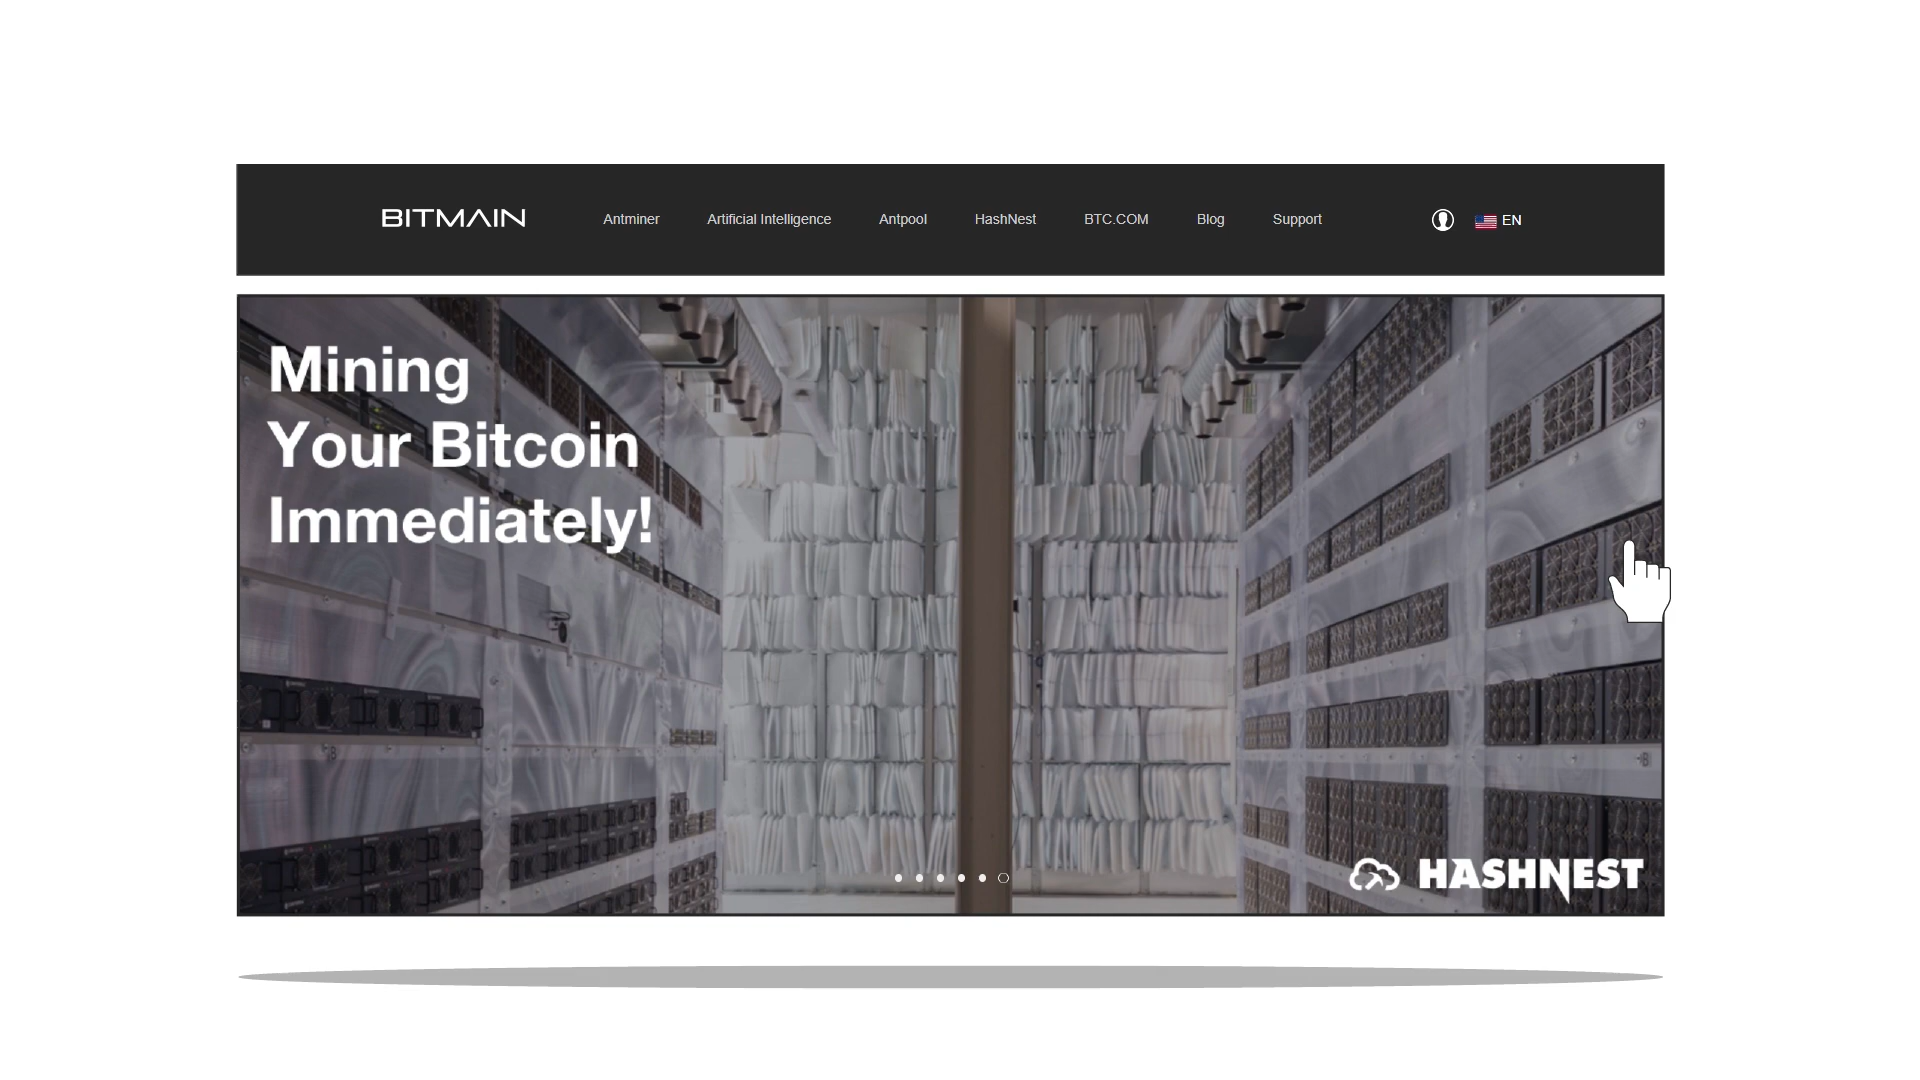 BITMAIN Antminer Artificial Intelligence Antpool HashNest BTC.COM Blog Support EN
Mining
Your Bitcoin
Immediately!
HASHNEST